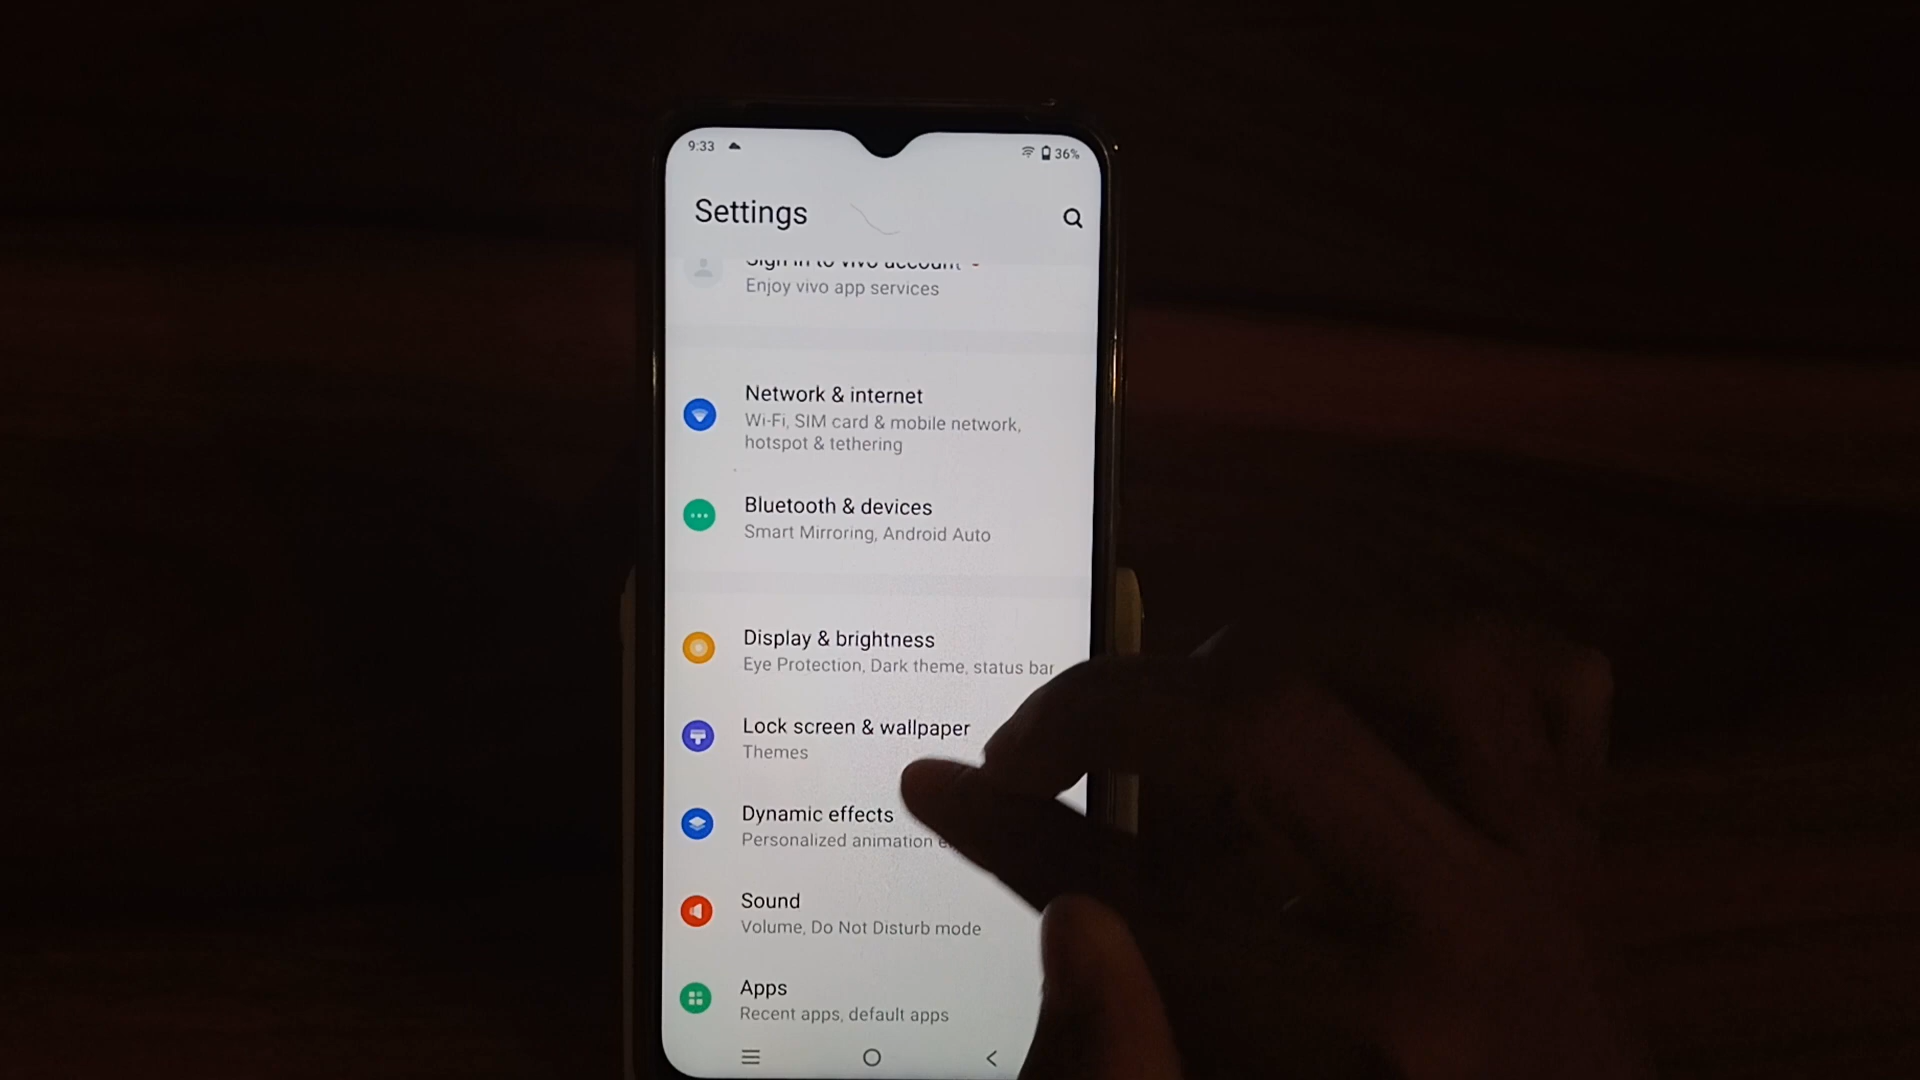 9:33
36%
Settings
Sign in to vivo account
Enjoy vivo app services
Network & internet
Wi-Fi, SIM card & mobile network,
hotspot & tethering
Bluetooth & devices
Smart Mirroring, Android Auto
Display & brightness
Eye Protection, Dark theme, status bar
Lock screen & wallpaper
Themes
Dynamic effects
Personalized animation
Sound
Volume, Do Not Disturb mode
Apps
Recent apps, default apps